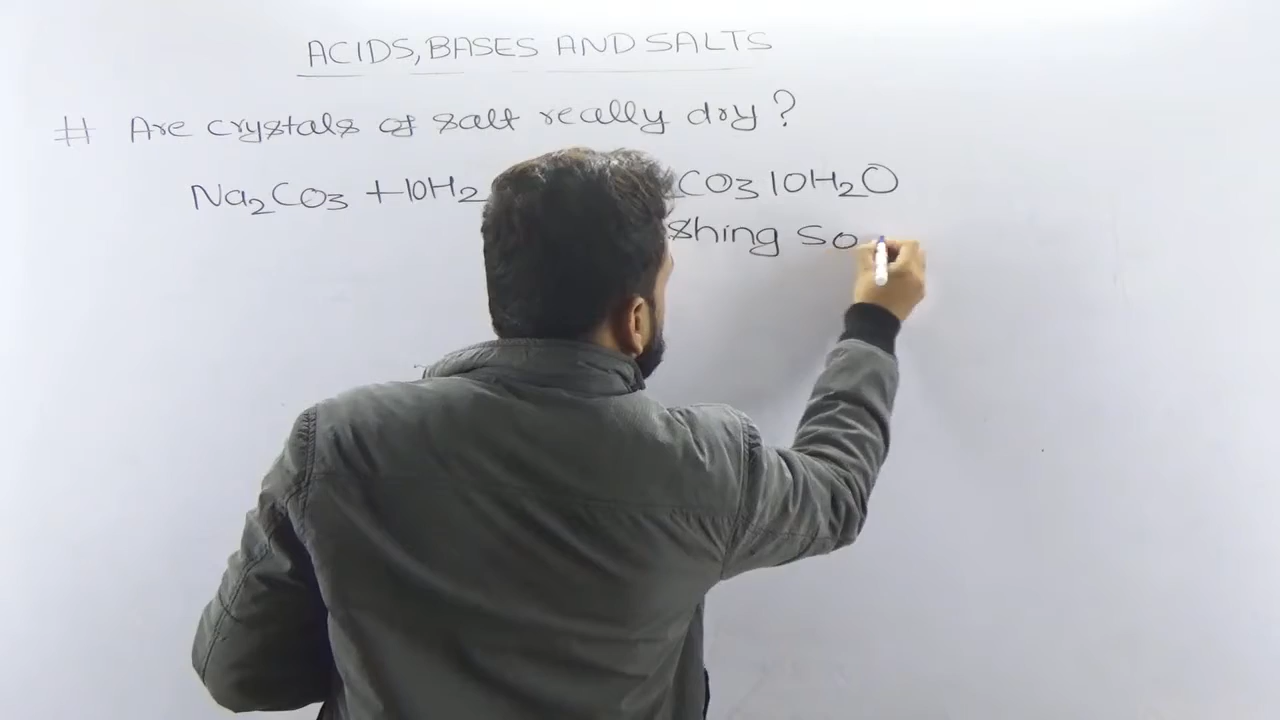 ACIDS, BASES AND SALTS
# Are crystals of salt really dry?
Na₂CO₃ + 10H₂ CO₃ 10H₂O
shing so